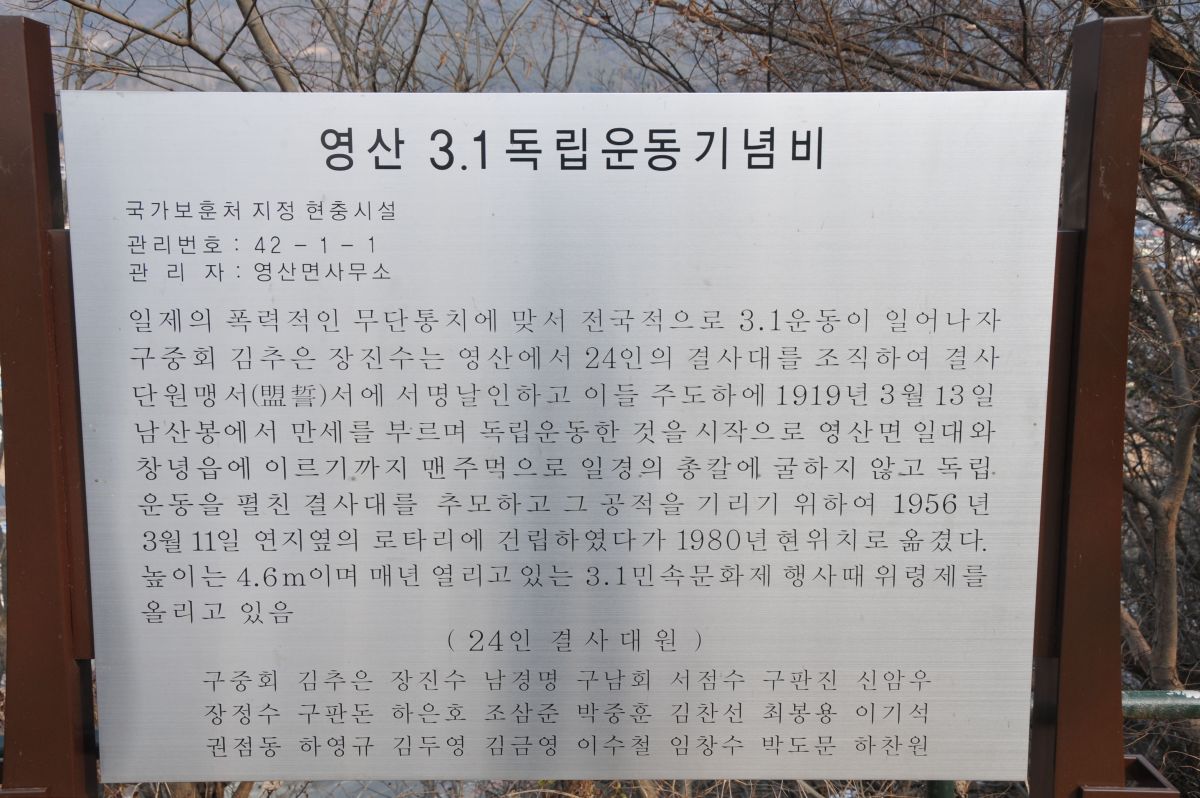 영산 3.1독립운동기념비
국가보훈처 지정 현충시설
관리번호 : 42 - 1 - 1
관 리 자 : 영산면사무소
일제의 폭력적인 무단통치에 맞서 전국적으로 3.1운동이 일어나자
구중회 김추은 장진수는 영산에서 24인의 결사대를 조직하여 결사
단원맹서(盟誓)서에 서명날인하고 이들 주도하에 1919년 3월 13일
남산봉에서 만세를 부르며 독립운동한 것을 시작으로 영산면 일대와
창녕읍에 이르기까지 맨주먹으로 일경의 총칼에 굴하지 않고 독립
운동을 펼친 결사대를 추모하고 그 공적을 기리기 위하여 1956년
3월 11일 연지옆의 로타리에 건립하였다가 1980년 현위치로 옮겼다.
높이는 4.6m이며 매년 열리고 있는 3.1민속문화제 행사때 위령제를
올리고 있음
( 24인 결사대원 )
구중회 김추은 장진수 남경명 구남회 서점수 구판진 신암우
장정수 구판돈 하은호 조삼준 박중훈 김찬선 최봉용 이기석
권점동 하영규 김두영 김금영 이수철 임창수 박도문 하찬원